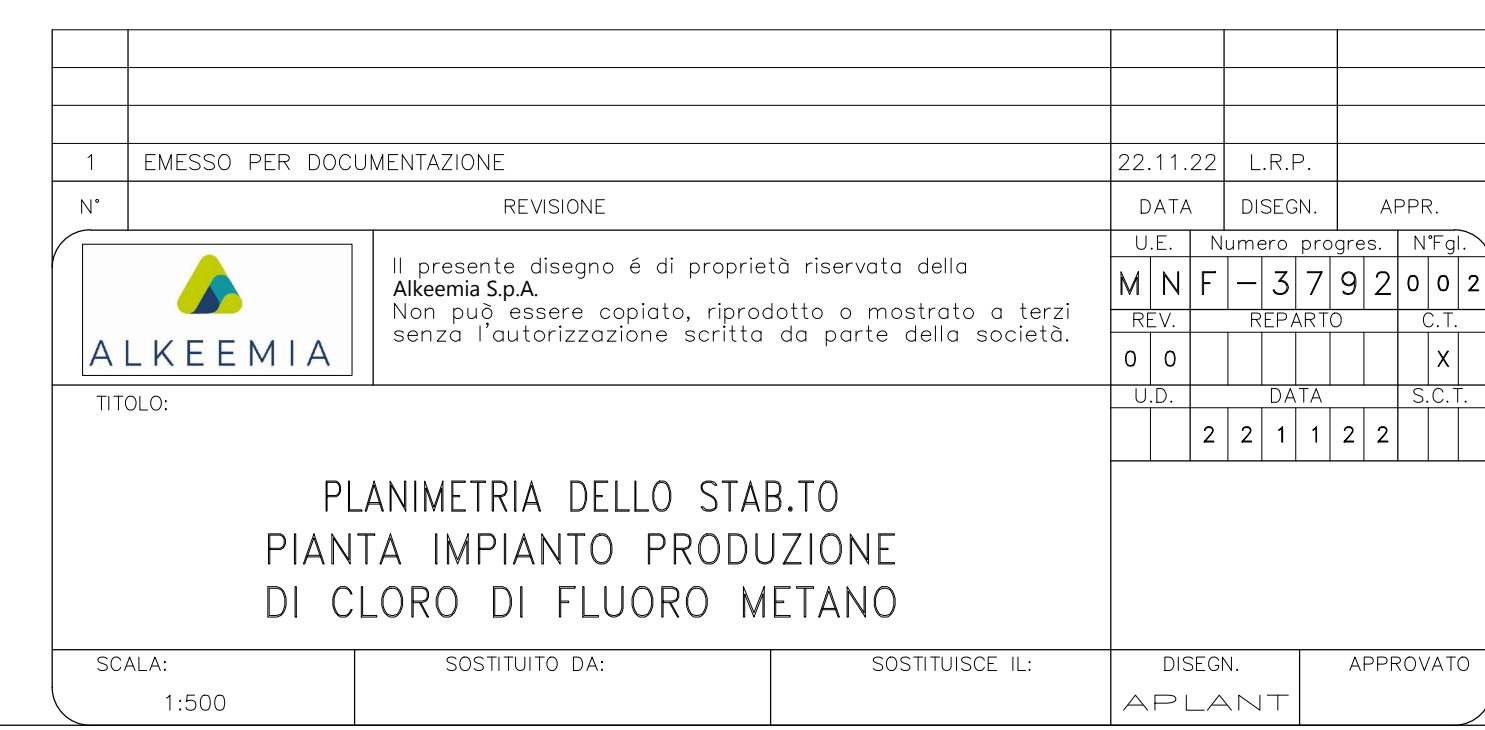 1 EMESSO PER DOCUMENTAZIONE 22.11.22 L.R.P.
N° REVISIONE DATA DISEGN. APPR.
ALKEEMIA
Il presente disegno é di proprietà riservata della
Alkeemia S.p.A.
Non può essere copiato, riprodotto o mostrato a terzi
senza l'autorizzazione scritta da parte della società.
U.E. Numero progres. N°Fgl.
M N F - 3 7 9 2 0 0 2
REV. REPARTO C.T.
0 0 X
U.D. DATA S.C.T.
2 2 1 1 2 2
TITOLO:
PLANIMETRIA DELLO STAB.TO
PIANTA IMPIANTO PRODUZIONE
DI CLORO DI FLUORO METANO
SCALA: SOSTITUITO DA: SOSTITUISCE IL: DISEGN. APPROVATO
1:500 APLANT